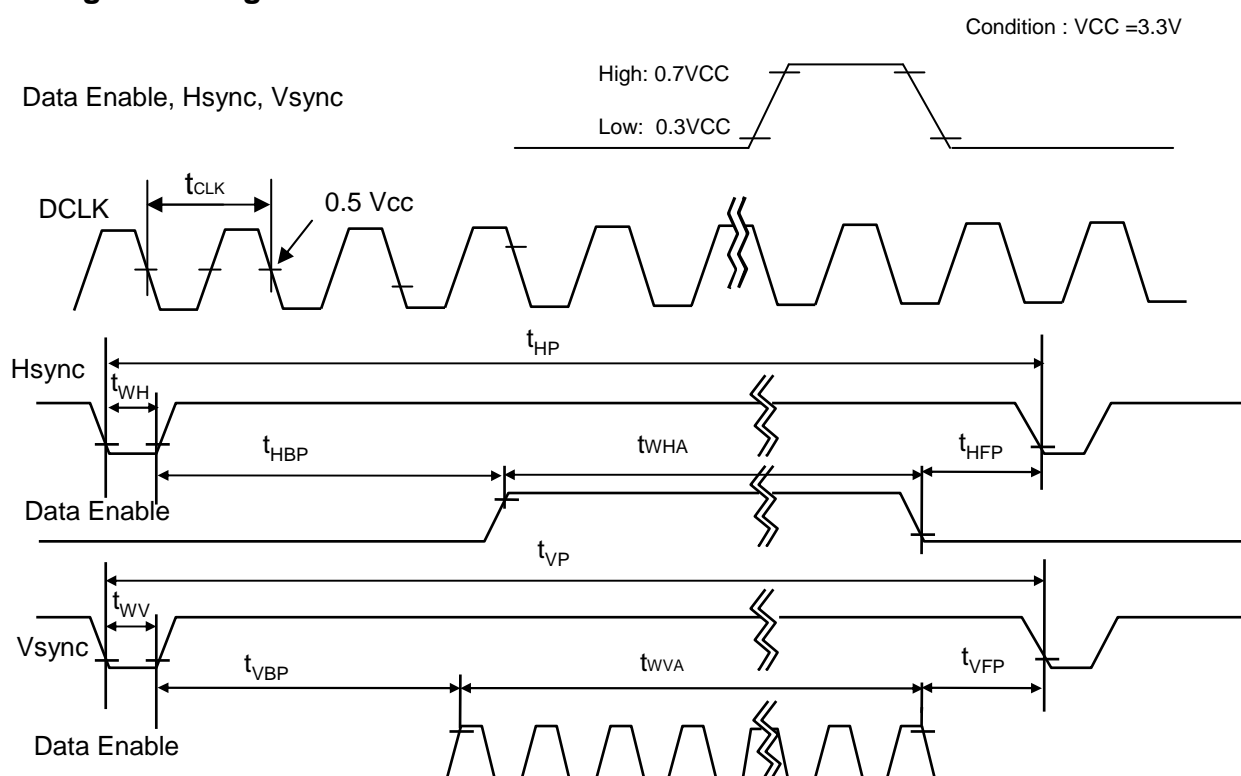 Condition : VCC =3.3V
High: 0.7VCC
Data Enable, Hsync, Vsync
Low: 0.3VCC
tCLK
DCLK
0.5 Vcc
tHP
Hsync
tWH
tHBP
tWHA
tHFP
Data Enable
tVP
tWV
Vsync
tVBP
tWVA
tVFP
Data Enable